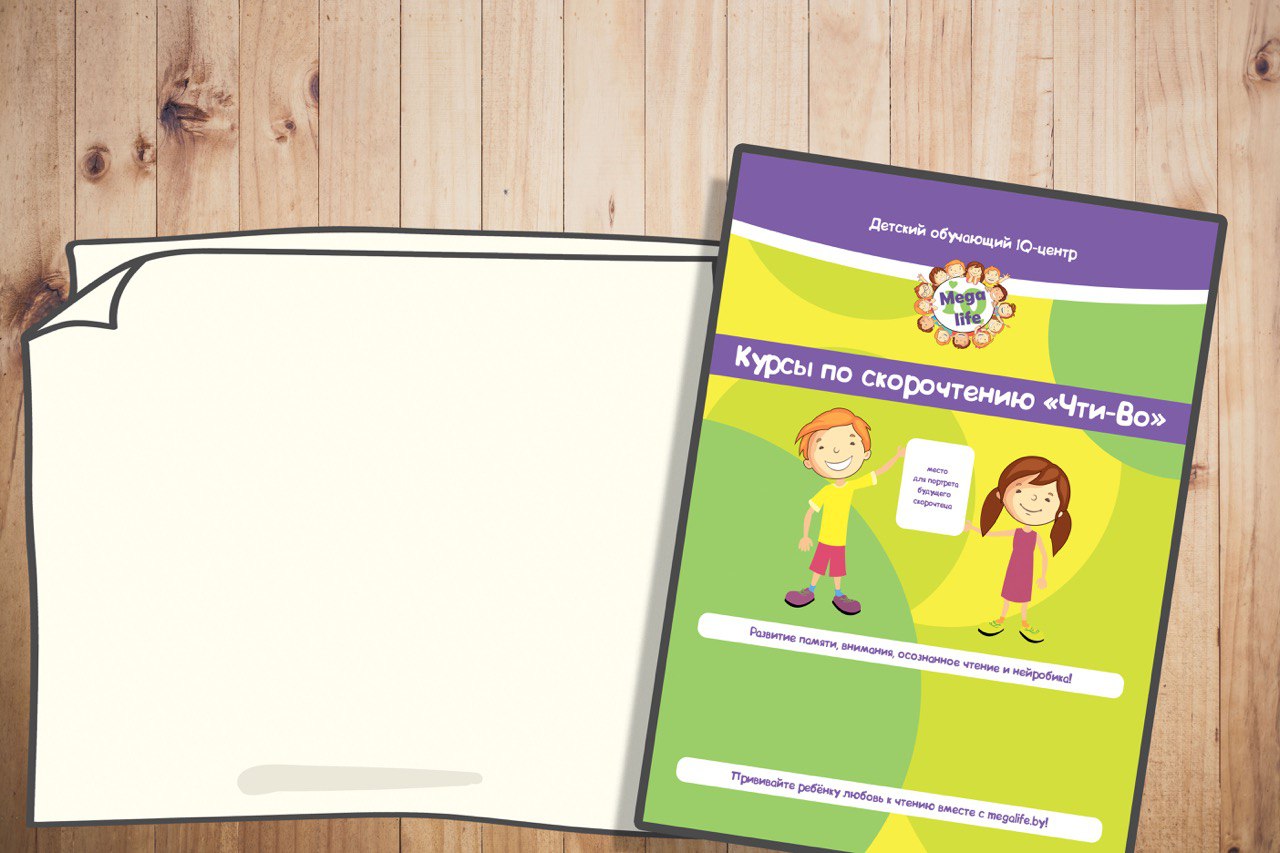 Детский обучающий IQ-центр
Mega
life
Курсы по скорочтению «Чти-Во»
место
для портрета
будущего
скорочтеца
Развитие памяти, внимания, осознанное чтение и нейробика!
Прививайте ребёнку любовь к чтению вместе с megalife.by!